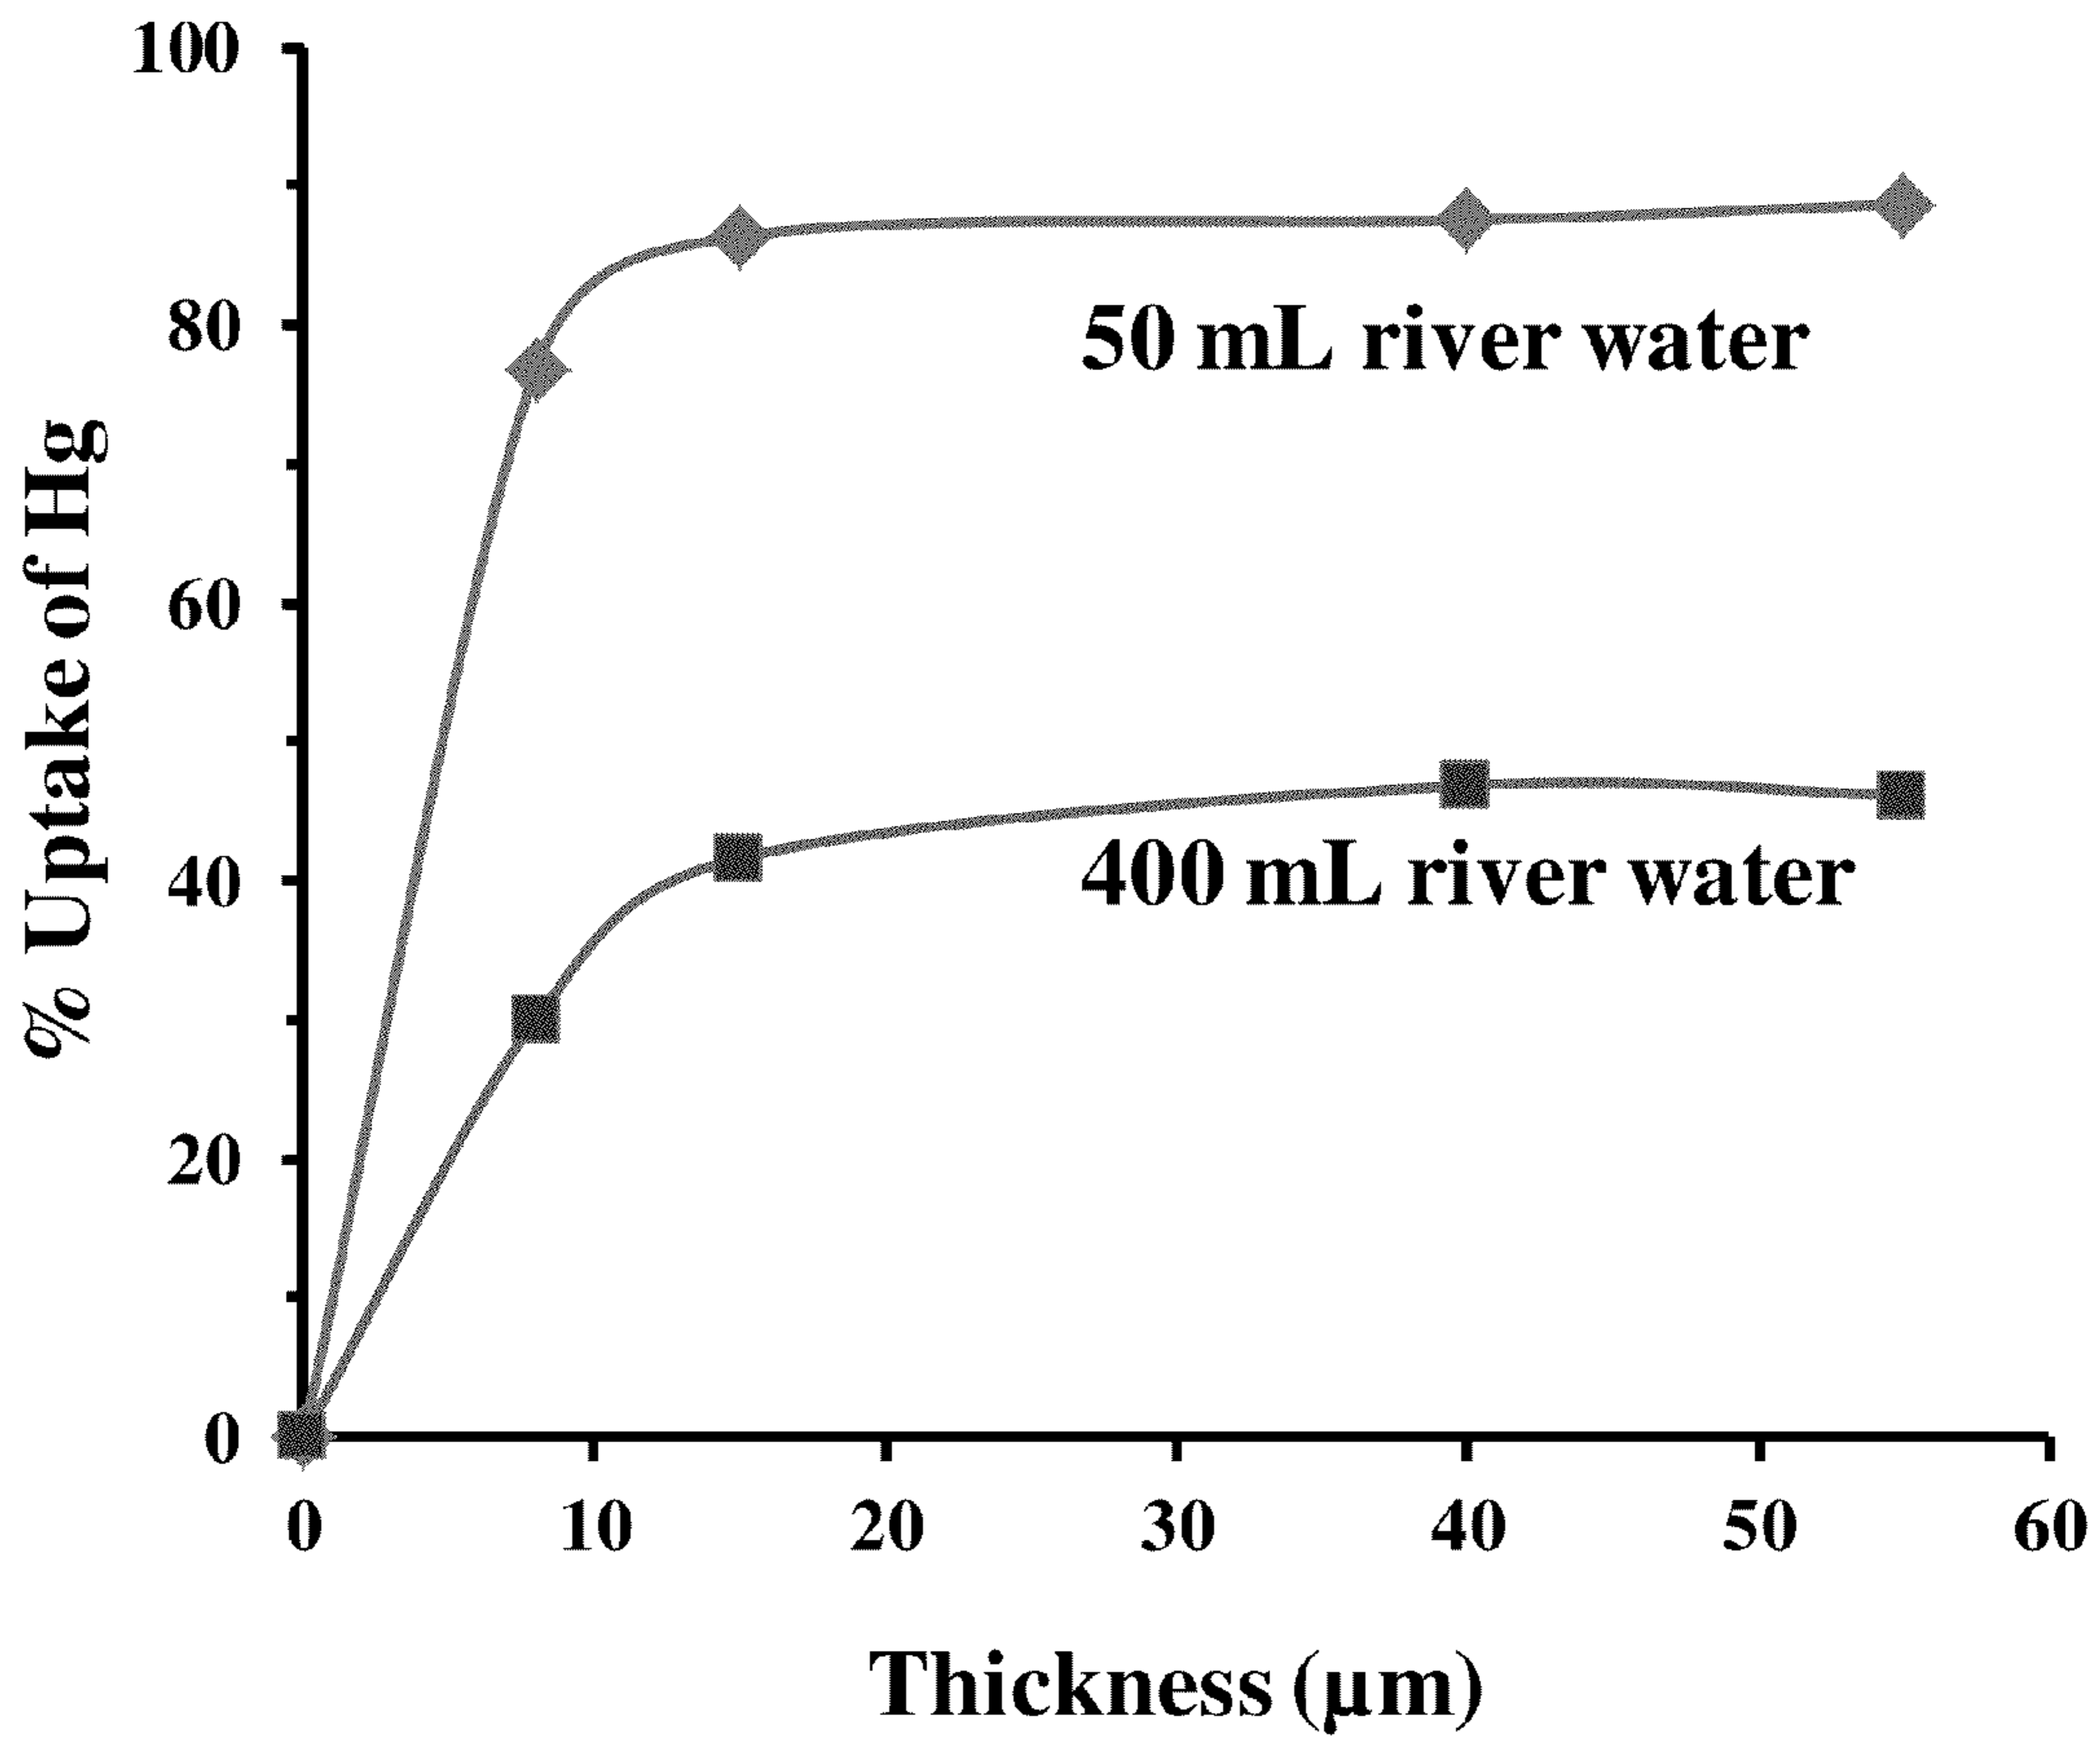 100
80
60
40
20
0
% Uptake of Hg
50 mL river water
400 mL river water
0 10 20 30 40 50 60
Thickness (µm)